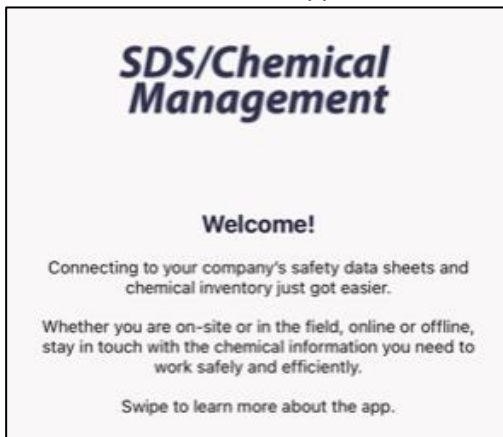 SDS/Chemical
Management
Welcome!
Connecting to your company's safety data sheets and
chemical inventory just got easier.
Whether you are on-site or in the field, online or offline,
stay in touch with the chemical information you need to
work safely and efficiently.
Swipe to learn more about the app.